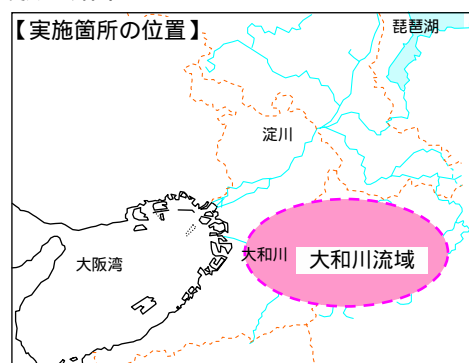 【実施箇所の位置】
琵琶湖
淀川
大和川
大和川流域
大阪湾